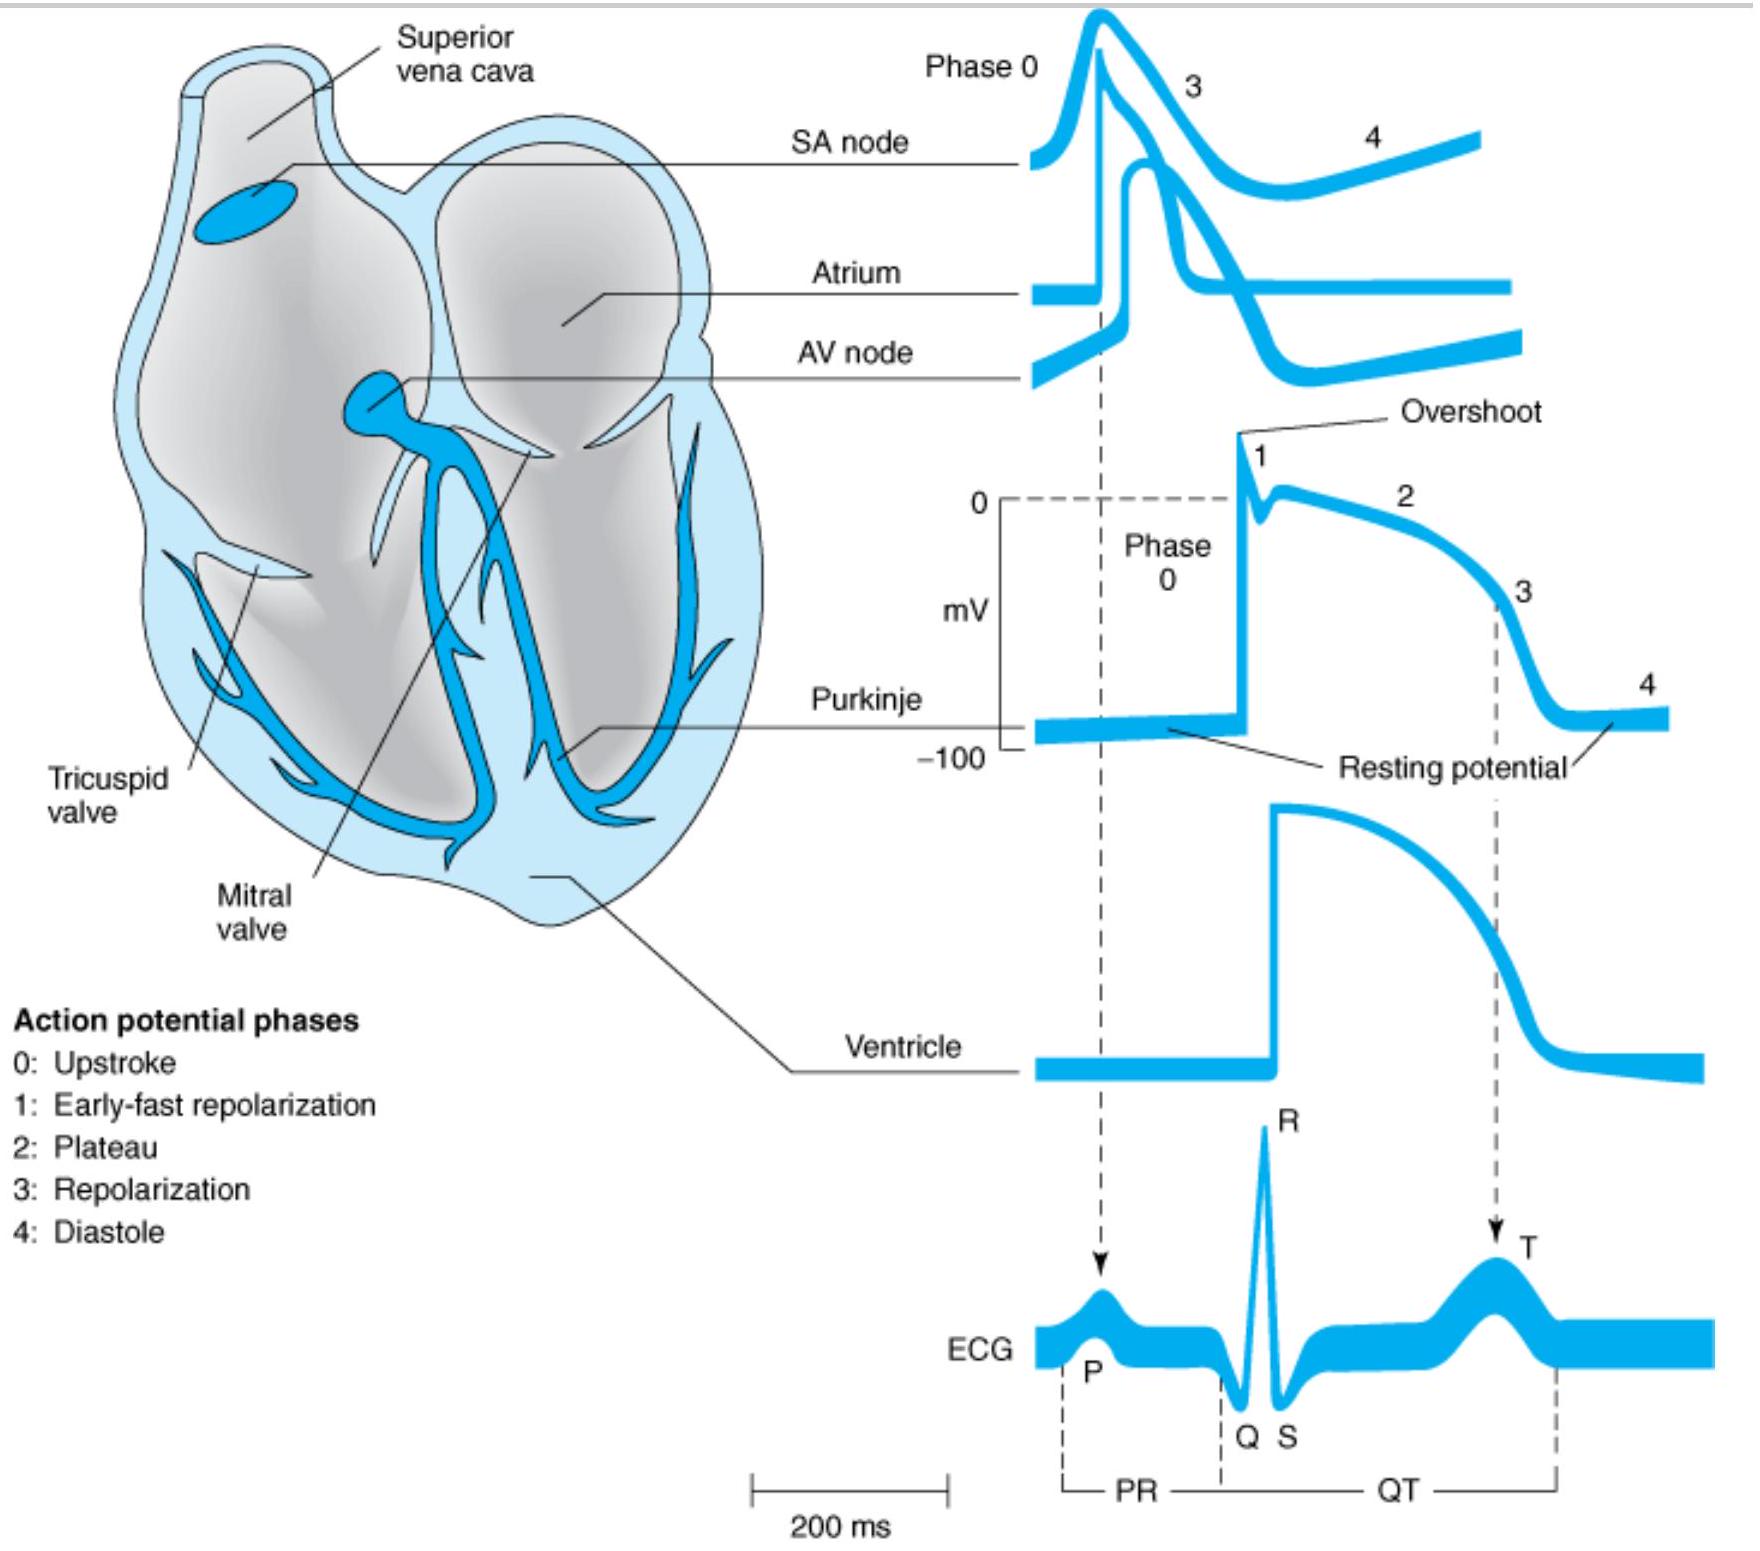 Superior
vena cava
Phase 0
3
4
SA node
Atrium
AV node
Overshoot
1
0
2
Phase
0
3
mV
4
Purkinje
–100
Resting potential
Tricuspid
valve
Mitral
valve
Action potential phases
0: Upstroke
1: Early-fast repolarization
2: Plateau
3: Repolarization
4: Diastole
Ventricle
R
T
ECG
P
Q S
PR
QT
200 ms